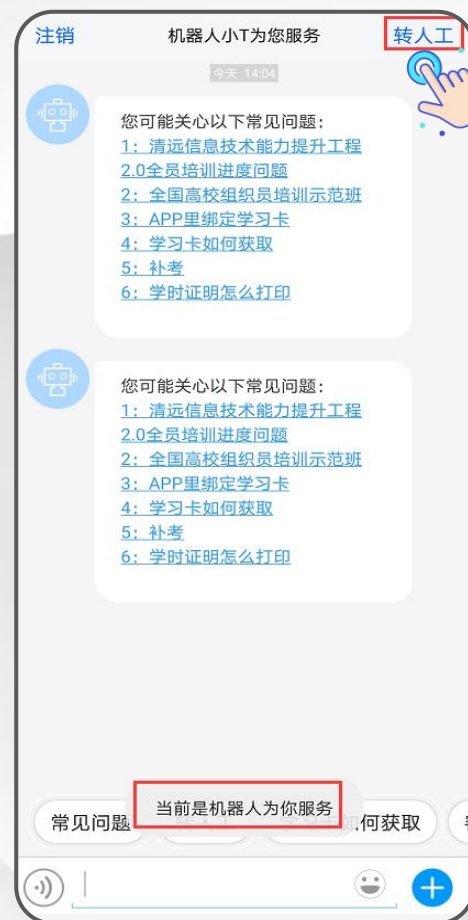 注销 机器人小T为您服务 转人工
今天 14:04
您可能关心以下常见问题：
1：清远信息技术能力提升工程
2.0全员培训进度问题
2：全国高校组织员培训示范班
3：APP里绑定学习卡
4：学习卡如何获取
5：补考
6：学时证明怎么打印
您可能关心以下常见问题：
1：清远信息技术能力提升工程
2.0全员培训进度问题
2：全国高校组织员培训示范班
3：APP里绑定学习卡
4：学习卡如何获取
5：补考
6：学时证明怎么打印
当前是机器人为你服务
常见问题 如何获取